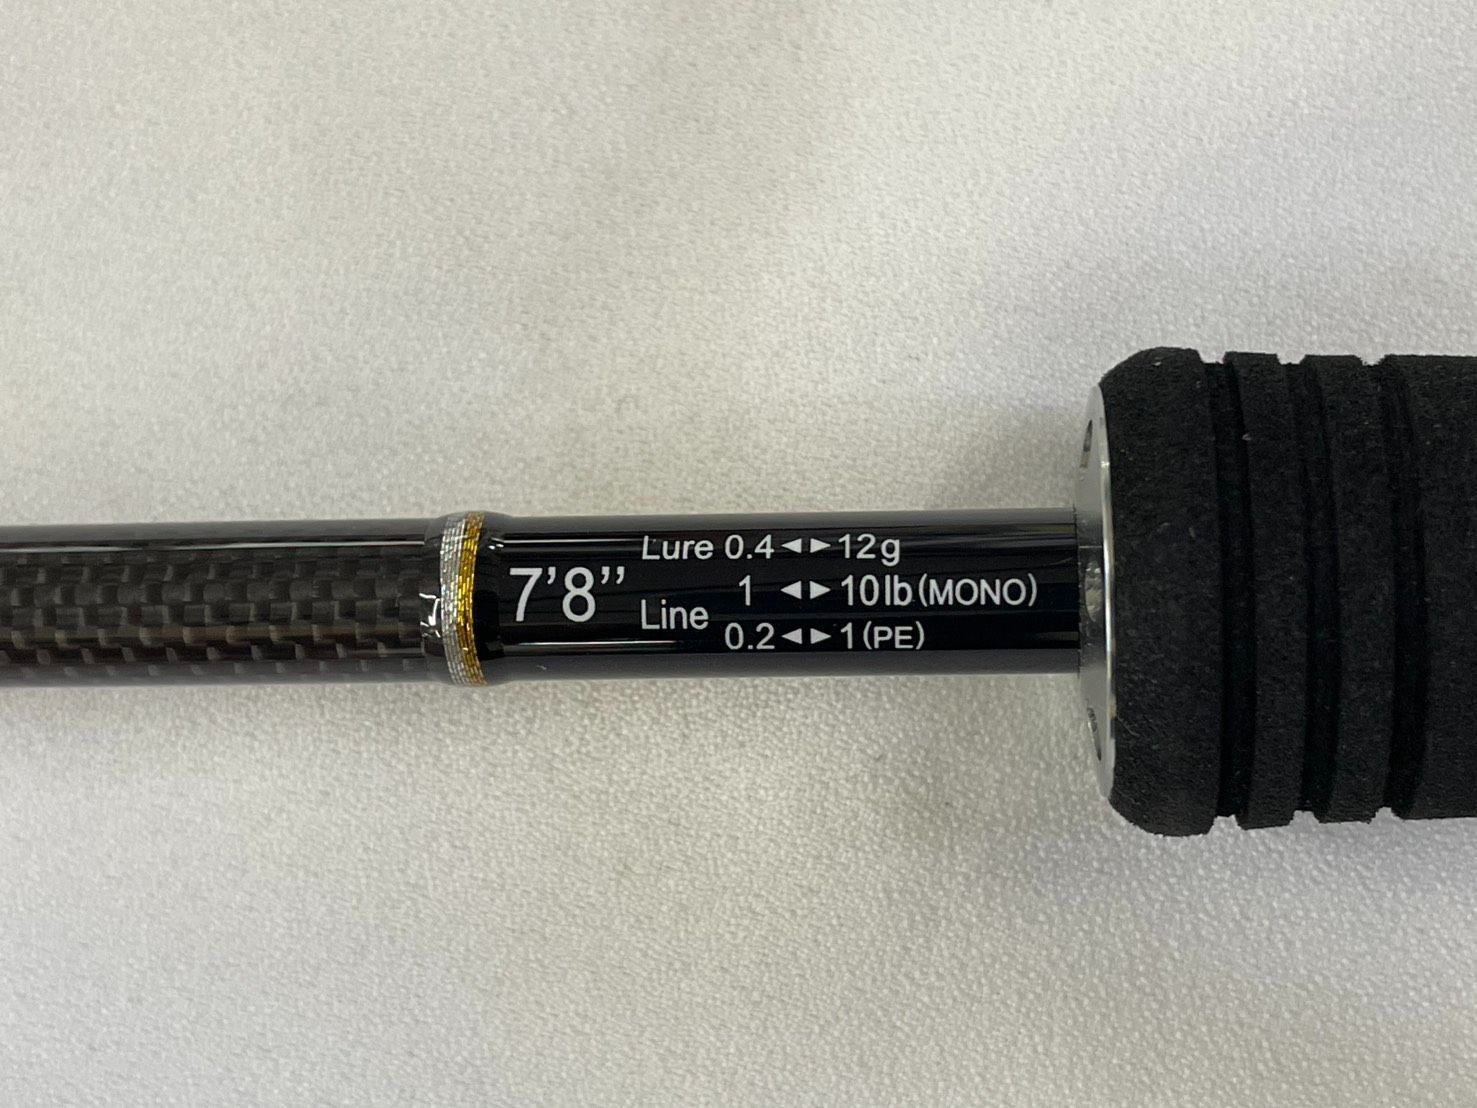 7'8''
Lure 0.4◄►12g
Line
1 ◄►10lb(MONO)
0.2◄►1(PE)